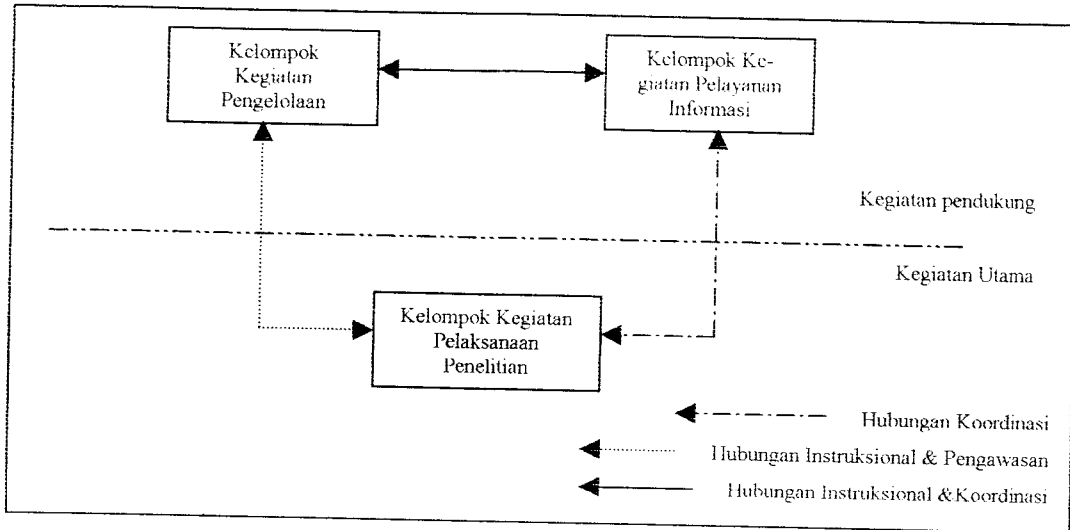 Kelompok
Kegiatan
Pengelolaan
Kelompok Ke-
giatan Pelayanan
Informasi
Kegiatan pendukung
Kegiatan Utama
Kelompok Kegiatan
Pelaksanaan
Penelitian
Hubungan Koordinasi
Hubungan Instruksional & Pengawasan
Hubungan Instruksional &Koordinasi